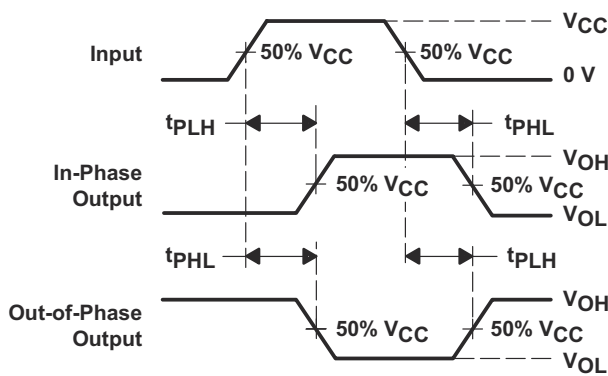 Input
50% VCC
50% VCC
VCC
0 V
tPLH
tPHL
In-Phase
Output
50% VCC
50% VCC
VOH
VOL
tPHL
tPLH
Out-of-Phase
Output
50% VCC
50% VCC
VOH
VOL